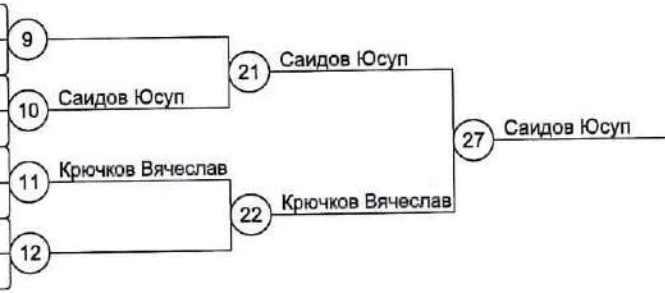 9
21 Саидов Юсуп
10 Саидов Юсуп
27 Саидов Юсуп
11 Крючков Вячеслав
22 Крючков Вячеслав
12